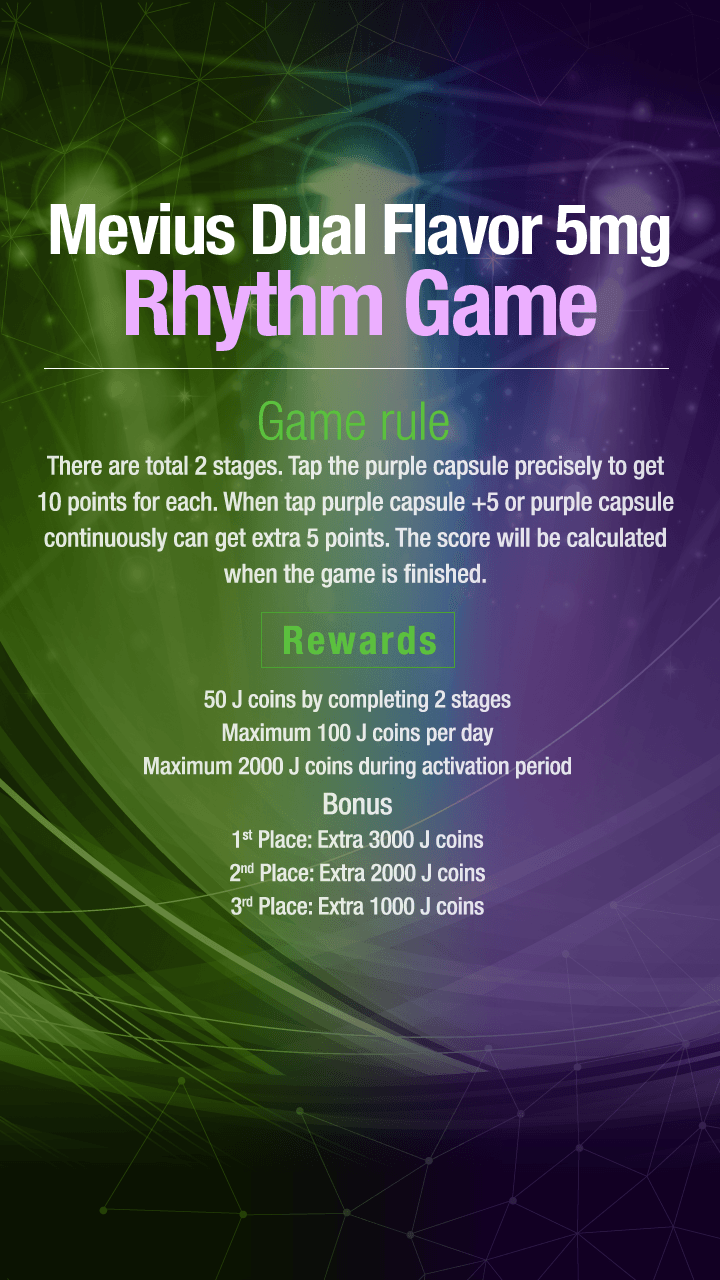 Mevius Dual Flavor 5mg
Rhythm Game
Game rule
There are total 2 stages. Tap the purple capsule precisely to get
10 points for each. When tap purple capsule +5 or purple capsule
continuously can get extra 5 points. The score will be calculated
when the game is finished.
Rewards
50 J coins by completing 2 stages
Maximum 100 J coins per day
Maximum 2000 J coins during activation period
Bonus
1st Place: Extra 3000 J coins
2nd Place: Extra 2000 J coins
3rd Place: Extra 1000 J coins